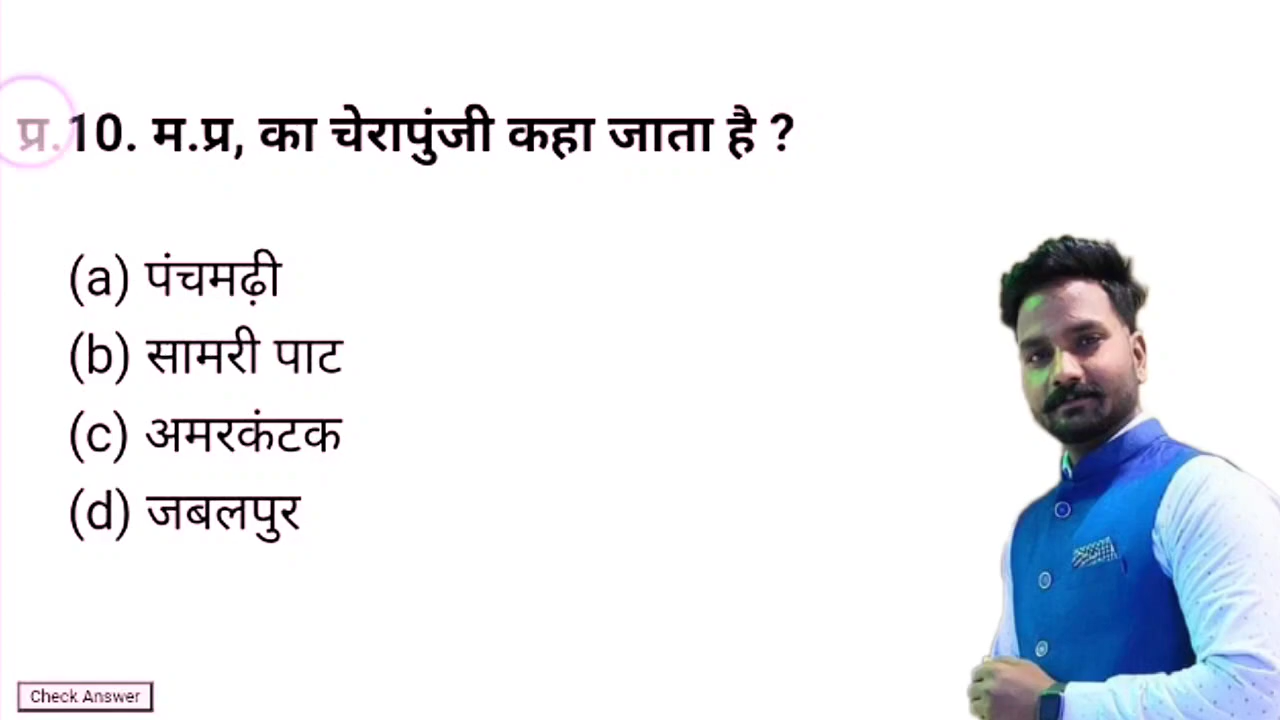 प्र.10. म.प्र, का चेरापुंजी कहा जाता है ?
(a) पंचमढ़ी
(b) सामरी पाट
(c) अमरकंटक
(d) जबलपुर
Check Answer